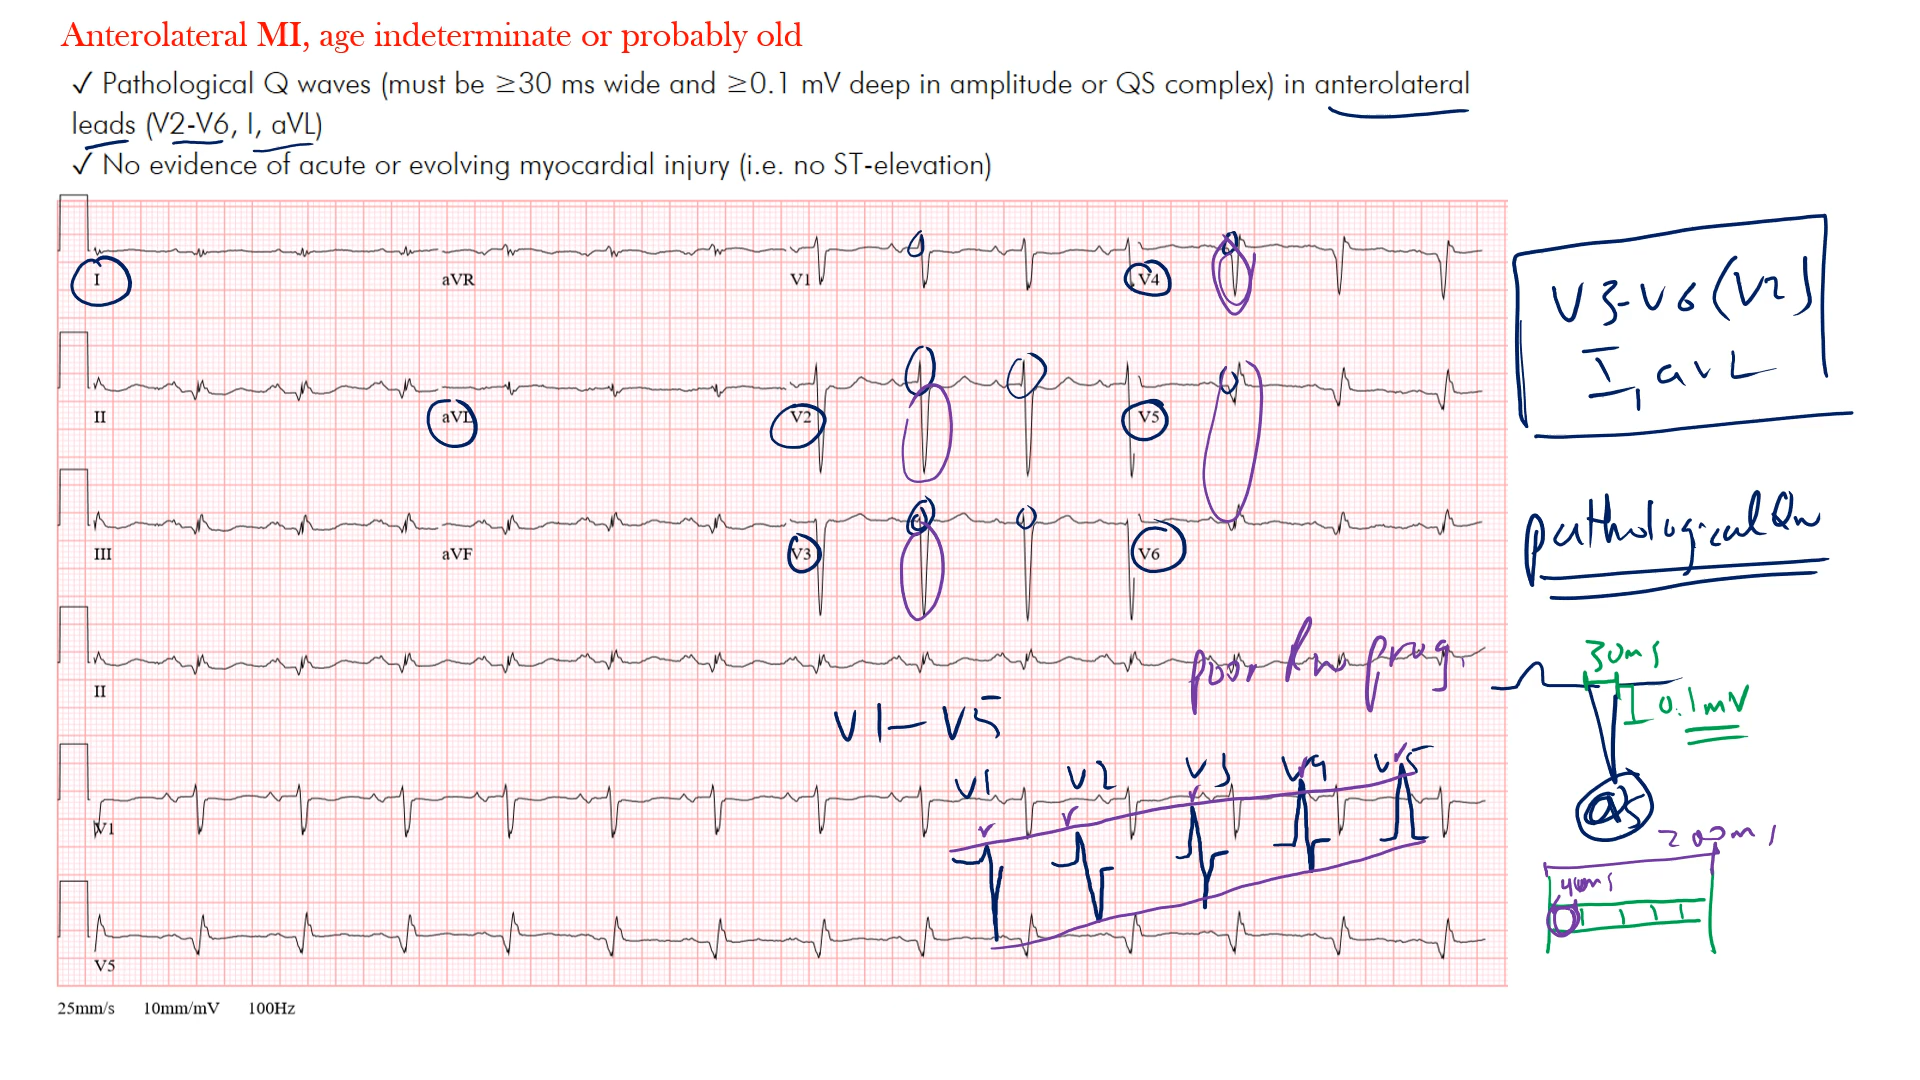 Anterolateral MI, age indeterminate or probably old
✓ Pathological Q waves (must be ≥30 ms wide and ≥0.1 mV deep in amplitude or QS complex) in anterolateral
leads (V2-V6, I, aVL)
✓ No evidence of acute or evolving myocardial injury (i.e. no ST-elevation)
I aVR V1 V4
V3-V6 (V2)
I, aVL
II aVL V2 V5
III aVF V3 V6
pathological Qw
II
poor Rw prog.
30ms
0.1mV
QS
V1-V5
V1 V2 V3 V4 V5
V1
200ms
40ms
V5
25mm/s 10mm/mV 100Hz